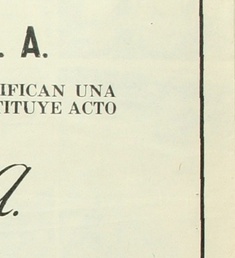 . A.
IFICAN UNA
TITUYE ACTO
A.